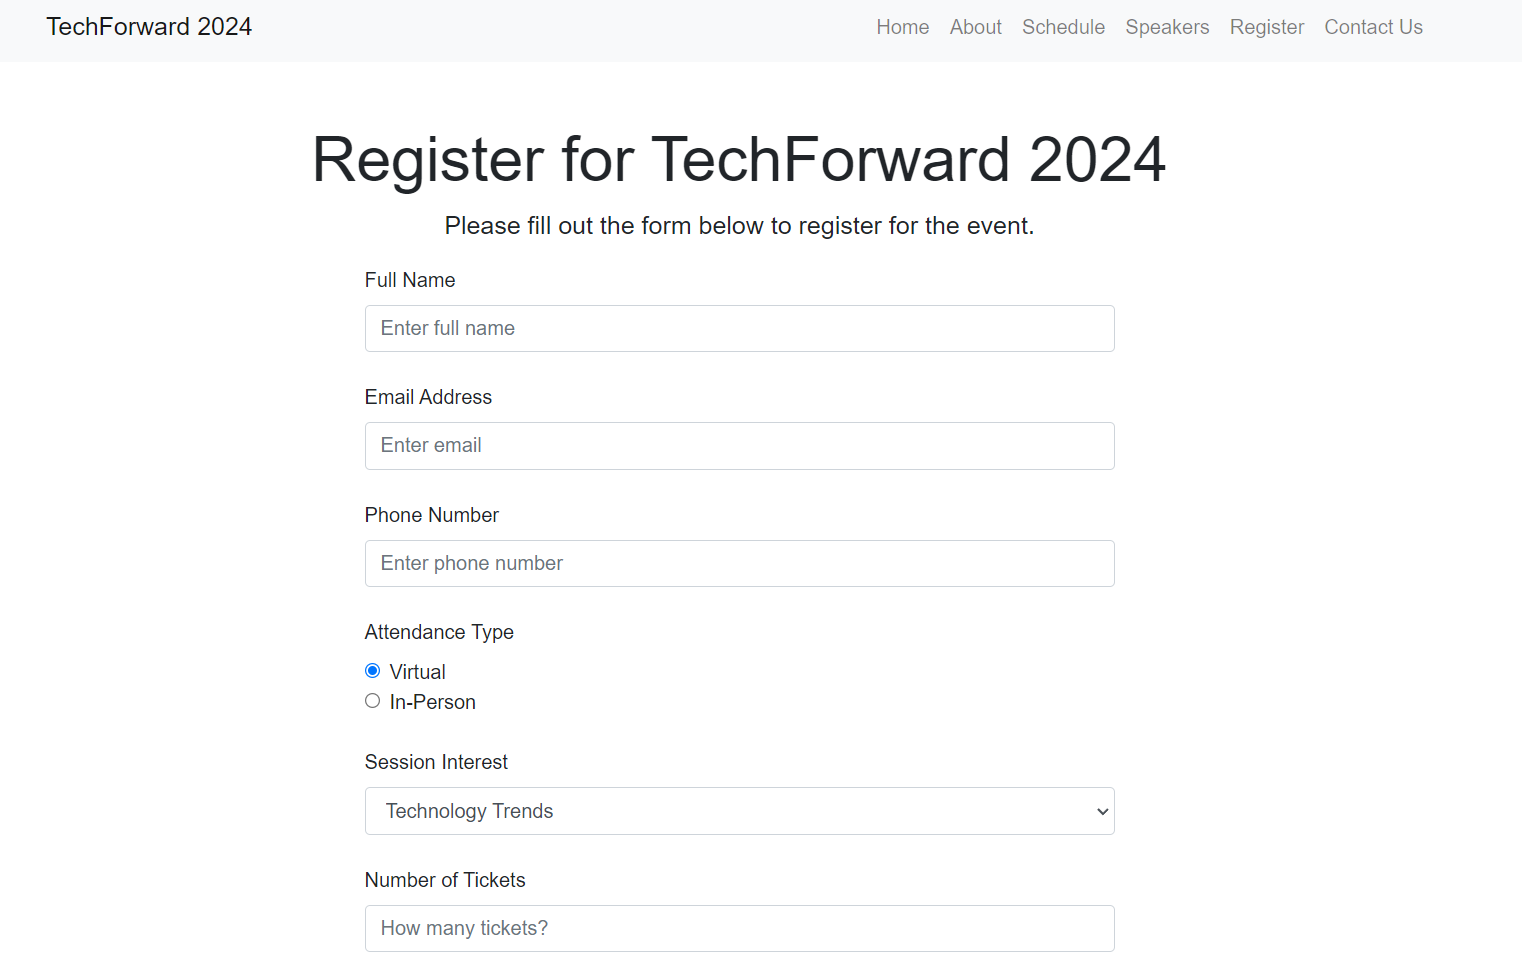 TechForward 2024 Home About Schedule Speakers Register Contact Us
Register for TechForward 2024
Please fill out the form below to register for the event.
Full Name
Enter full name
Email Address
Enter email
Phone Number
Enter phone number
Attendance Type
Virtual
In-Person
Session Interest
Technology Trends
Number of Tickets
How many tickets?